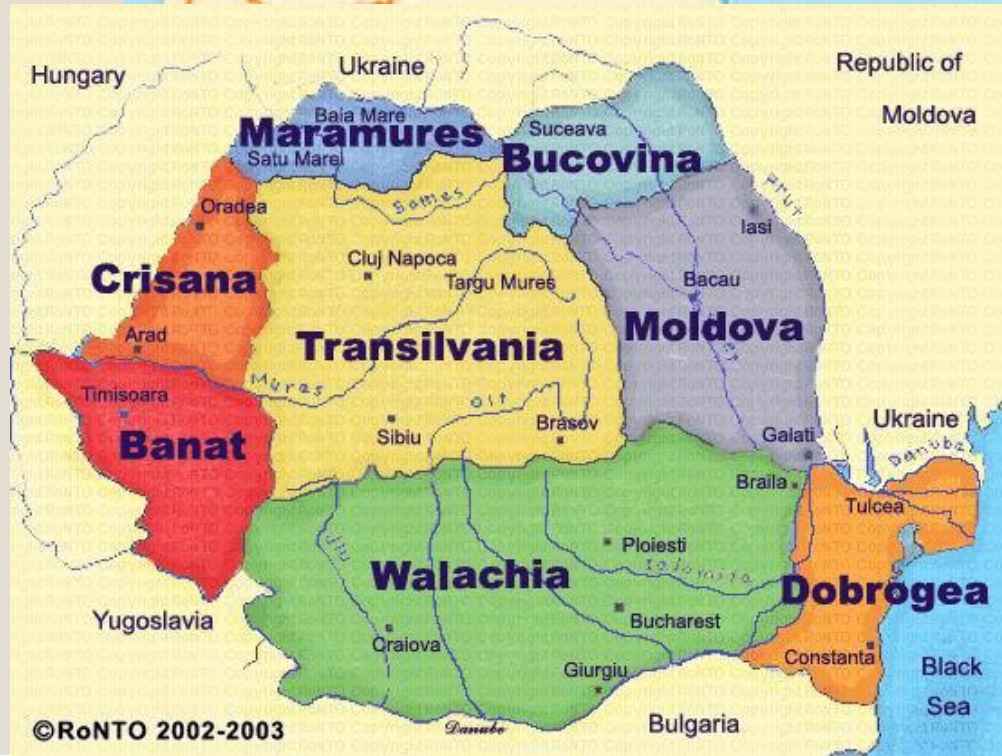 Hungary
Ukraine
Republic of
Moldova
Baia Mare
Maramures
Satu Marel
Suceava
Bucovina
Prut
Somes
Oradea
Iasi
Cluj Napoca
Targu Mures
Crisana
Bacau
Moldova
Arad
Transilvania
Mures
Timisoara
Olt
Banat
Sibiu
Brasov
Galati
Ukraine
Danube
Braila
Tulcea
Jiu
Ploiesti
Ialomita
Walachia
Dobrogea
Yugoslavia
Bucharest
Craiova
Constanta
Giurgiu
Black
Sea
Bulgaria
Danube
©RoNTO 2002-2003